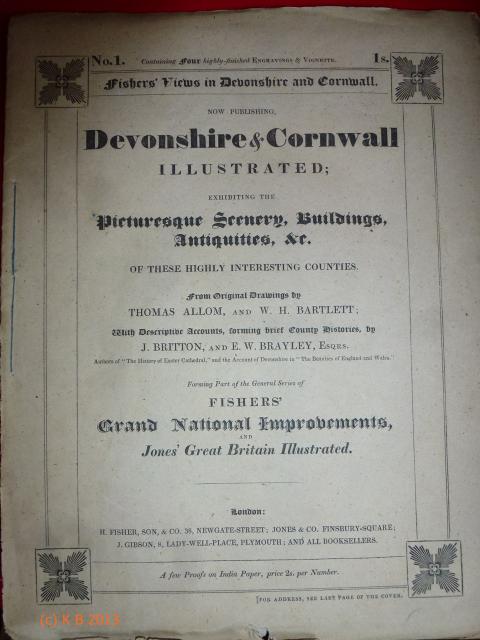 No. 1. Containing Four highly-finished ENGRAVINGS & VIGNETTE. 1s.
Fishers' Views in Devonshire and Cornwall.
NOW PUBLISHING,
Devonshire & Cornwall
ILLUSTRATED;
EXHIBITING THE
Picturesque Scenery, Buildings,
Antiquities, &c.
OF THESE HIGHLY INTERESTING COUNTIES.
From Original Drawings by
THOMAS ALLOM, AND W. H. BARTLETT;
With Descriptive Accounts, forming brief County Histories, by
J. BRITTON, AND E. W. BRAYLEY, ESQRS.
Authors of "The History of Exeter Cathedral," and the Account of Devonshire in "The Beauties of England and Wales."
Forming Part of the General Series of
FISHERS'
Grand National Improvements,
AND
Jones' Great Britain Illustrated.
London:
H. FISHER, SON, & CO. 38, NEWGATE-STREET; JONES & CO. FINSBURY-SQUARE;
J. GIBSON, 8, LADY-WELL-PLACE, PLYMOUTH; AND ALL BOOKSELLERS.
A few Proofs on India Paper, price 2s. per Number.
[FOR ADDRESS, SEE LAST PAGE OF THE COVER.
(c) K B 2013